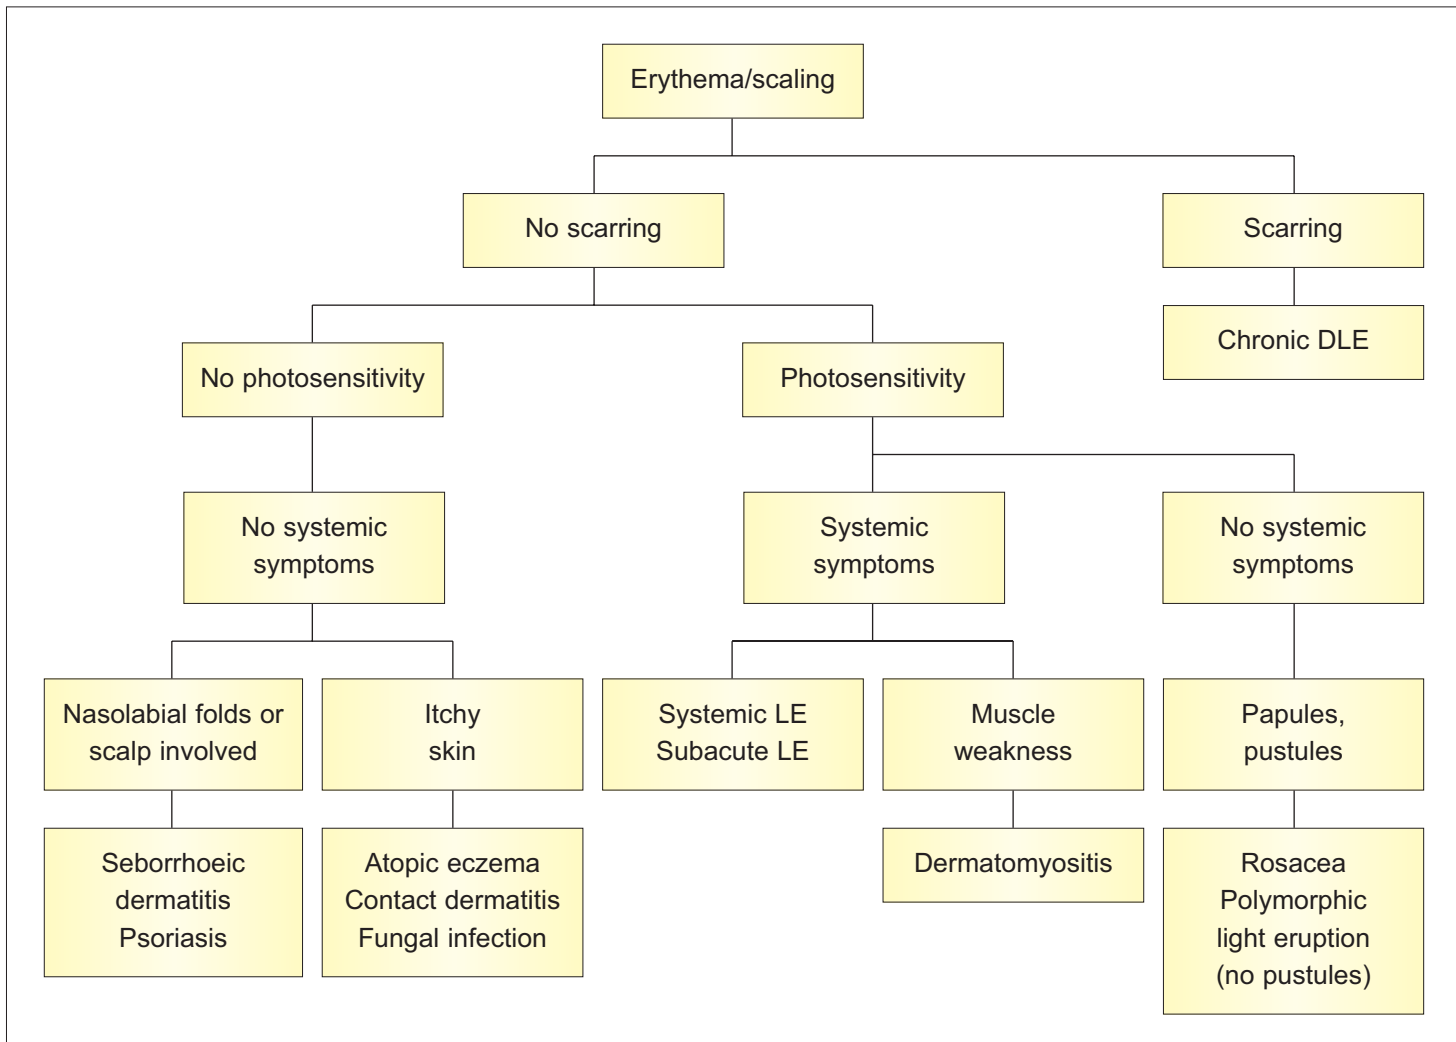 Erythema/scaling
No scarring
Scarring
Chronic DLE
No photosensitivity
Photosensitivity
No systemic
symptoms
Systemic
symptoms
No systemic
symptoms
Nasolabial folds or
scalp involved
Itchy
skin
Systemic LE
Subacute LE
Muscle
weakness
Papules,
pustules
Seborrhoeic
dermatitis
Psoriasis
Atopic eczema
Contact dermatitis
Fungal infection
Dermatomyositis
Rosacea
Polymorphic
light eruption
(no pustules)